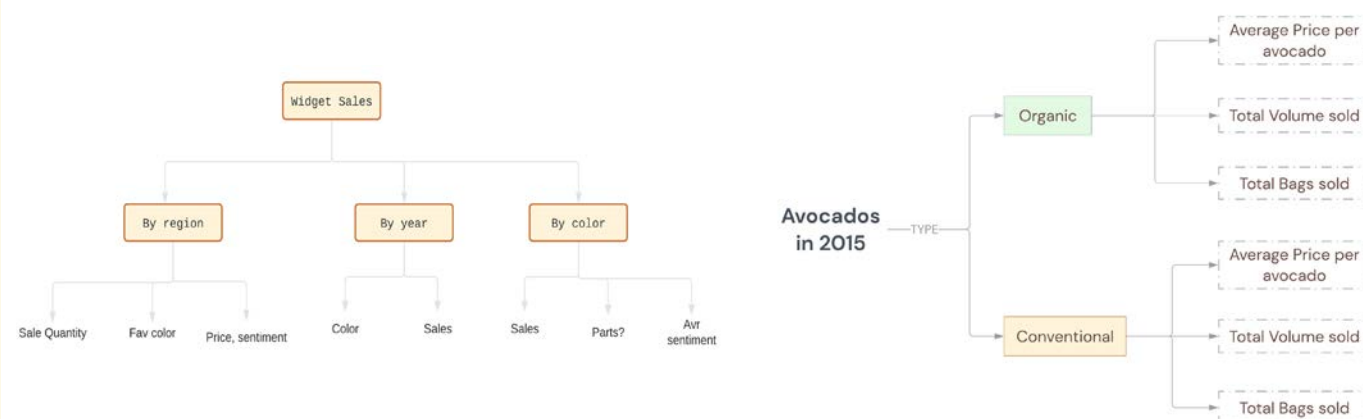 Widget Sales
By region
By year
By color
Sale Quantity
Fav color
Price, sentiment
Color
Sales
Sales
Parts?
Avr
sentiment
Avocados
in 2015
TYPE
Organic
Average Price per
avocado
Total Volume sold
Total Bags sold
Conventional
Average Price per
avocado
Total Volume sold
Total Bags sold